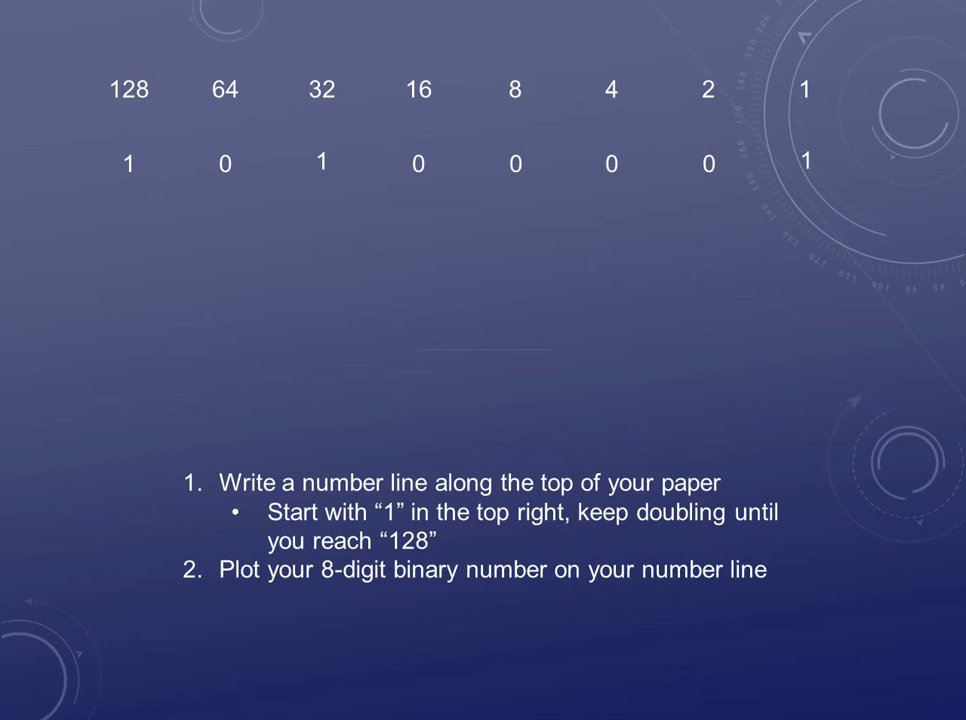 128 64 32 16 8 4 2 1
1 0 1 0 0 0 0 1
1. Write a number line along the top of your paper
• Start with “1” in the top right, keep doubling until
you reach “128”
2. Plot your 8-digit binary number on your number line